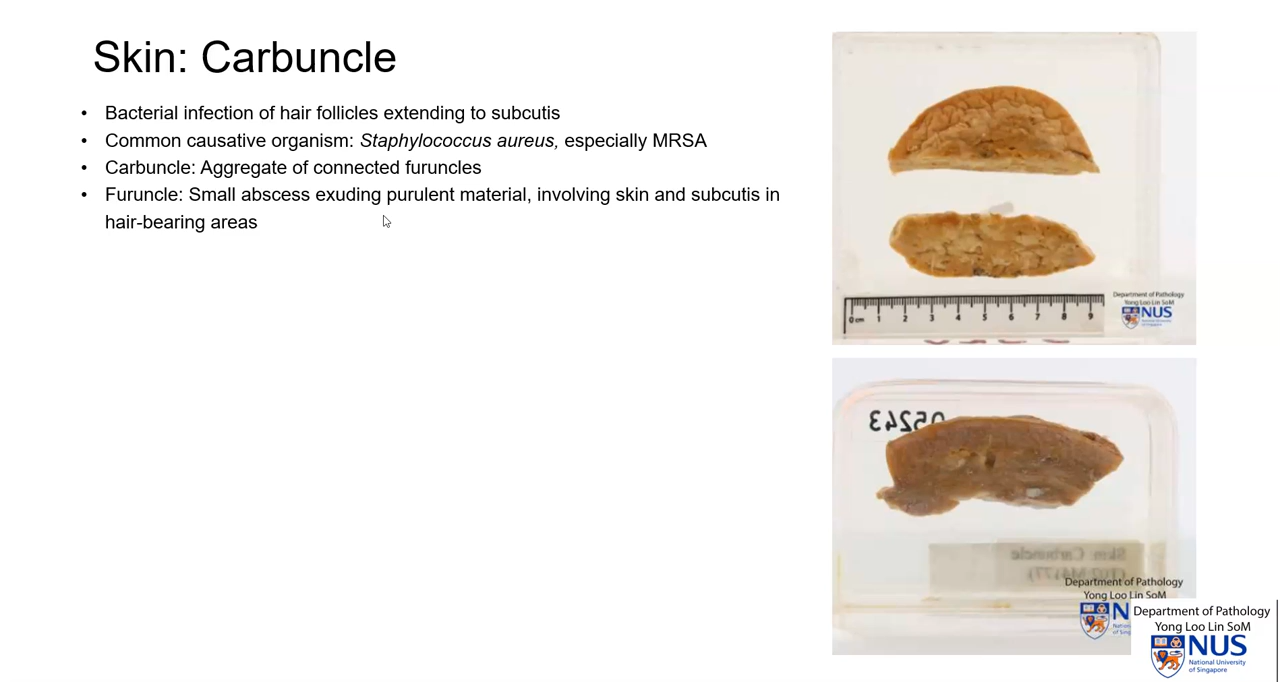 Skin: Carbuncle
• Bacterial infection of hair follicles extending to subcutis
• Common causative organism: Staphylococcus aureus, especially MRSA
• Carbuncle: Aggregate of connected furuncles
• Furuncle: Small abscess exuding purulent material, involving skin and subcutis in
hair-bearing areas
0 cm 1 2 3 4 5 6 7 8 9
Department of Pathology
Yong Loo Lin SoM
NUS
05243
Skin: Carbuncle
Department of Pathology
Yong Loo Lin SoM
Department of Pathology
Yong Loo Lin SoM
NUS
National University
of Singapore